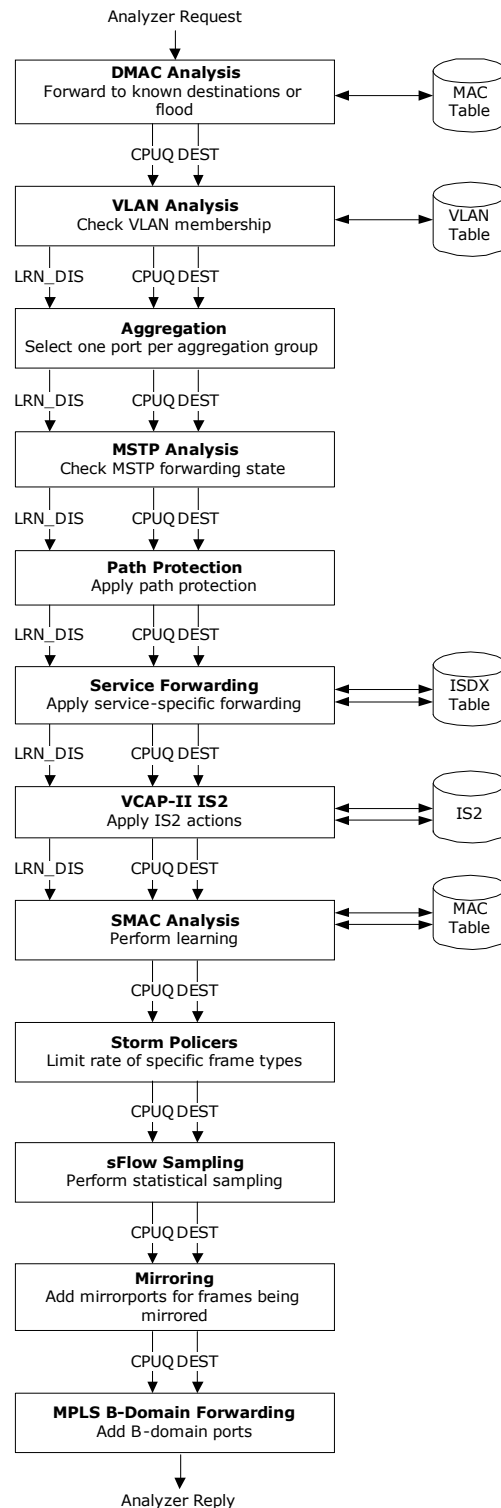 Analyzer Request
DMAC Analysis
Forward to known destinations or
flood
MAC
Table
CPUQ DEST
VLAN Analysis
Check VLAN membership
VLAN
Table
LRN_DIS CPUQ DEST
Aggregation
Select one port per aggregation group
LRN_DIS CPUQ DEST
MSTP Analysis
Check MSTP forwarding state
LRN_DIS CPUQ DEST
Path Protection
Apply path protection
LRN_DIS CPUQ DEST
Service Forwarding
Apply service-specific forwarding
ISDX
Table
LRN_DIS CPUQ DEST
VCAP-II IS2
Apply IS2 actions
IS2
LRN_DIS CPUQ DEST
SMAC Analysis
Perform learning
MAC
Table
CPUQ DEST
Storm Policers
Limit rate of specific frame types
CPUQ DEST
sFlow Sampling
Perform statistical sampling
CPUQ DEST
Mirroring
Add mirrorports for frames being
mirrored
CPUQ DEST
MPLS B-Domain Forwarding
Add B-domain ports
Analyzer Reply